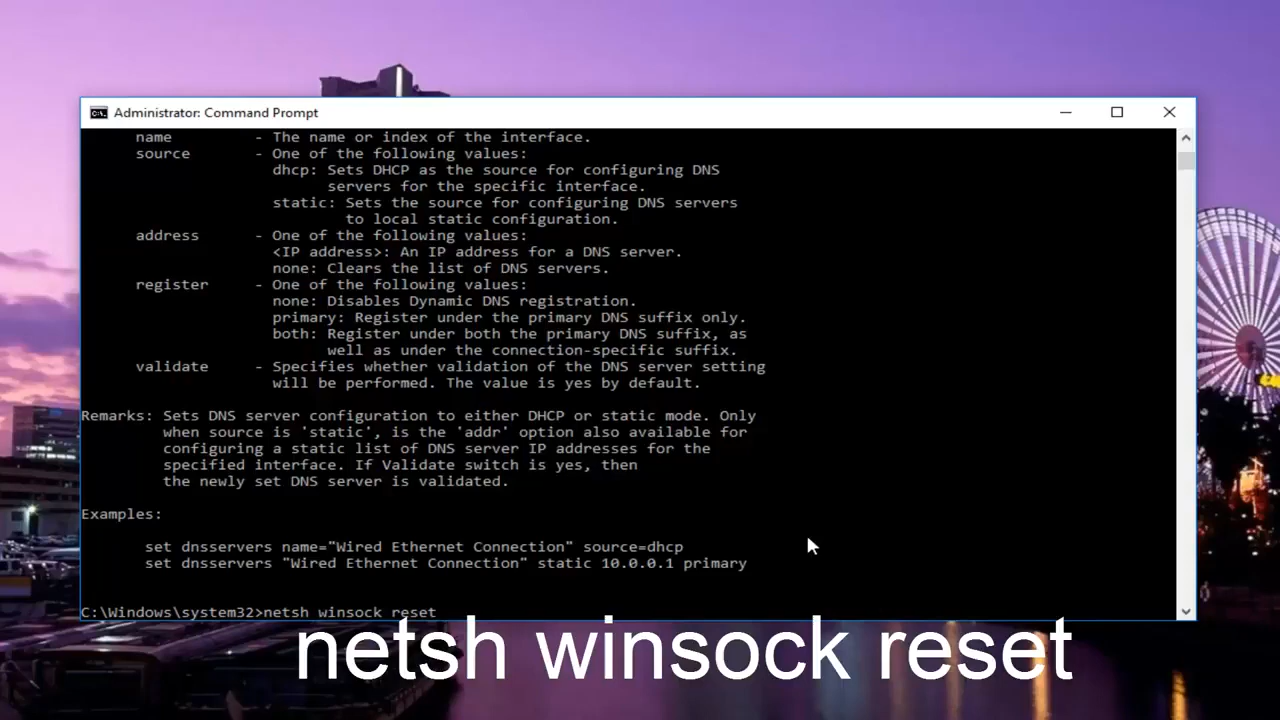 Administrator: Command Prompt
name - The name or index of the interface.
source - One of the following values:
dhcp: Sets DHCP as the source for configuring DNS
servers for the specific interface.
static: Sets the source for configuring DNS servers
to local static configuration.
address - One of the following values:
<IP address>: An IP address for a DNS server.
none: Clears the list of DNS servers.
register - One of the following values:
none: Disables Dynamic DNS registration.
primary: Register under the primary DNS suffix only.
both: Register under both the primary DNS suffix, as
well as under the connection-specific suffix.
validate - Specifies whether validation of the DNS server setting
will be performed. The value is yes by default.
Remarks: Sets DNS server configuration to either DHCP or static mode. Only
when source is 'static', is the 'addr' option also available for
configuring a static list of DNS server IP addresses for the
specified interface. If Validate switch is yes, then
the newly set DNS server is validated.
Examples:
set dnsservers name="Wired Ethernet Connection" source=dhcp
set dnsservers "Wired Ethernet Connection" static 10.0.0.1 primary
C:\Windows\system32>netsh winsock reset
netsh winsock reset